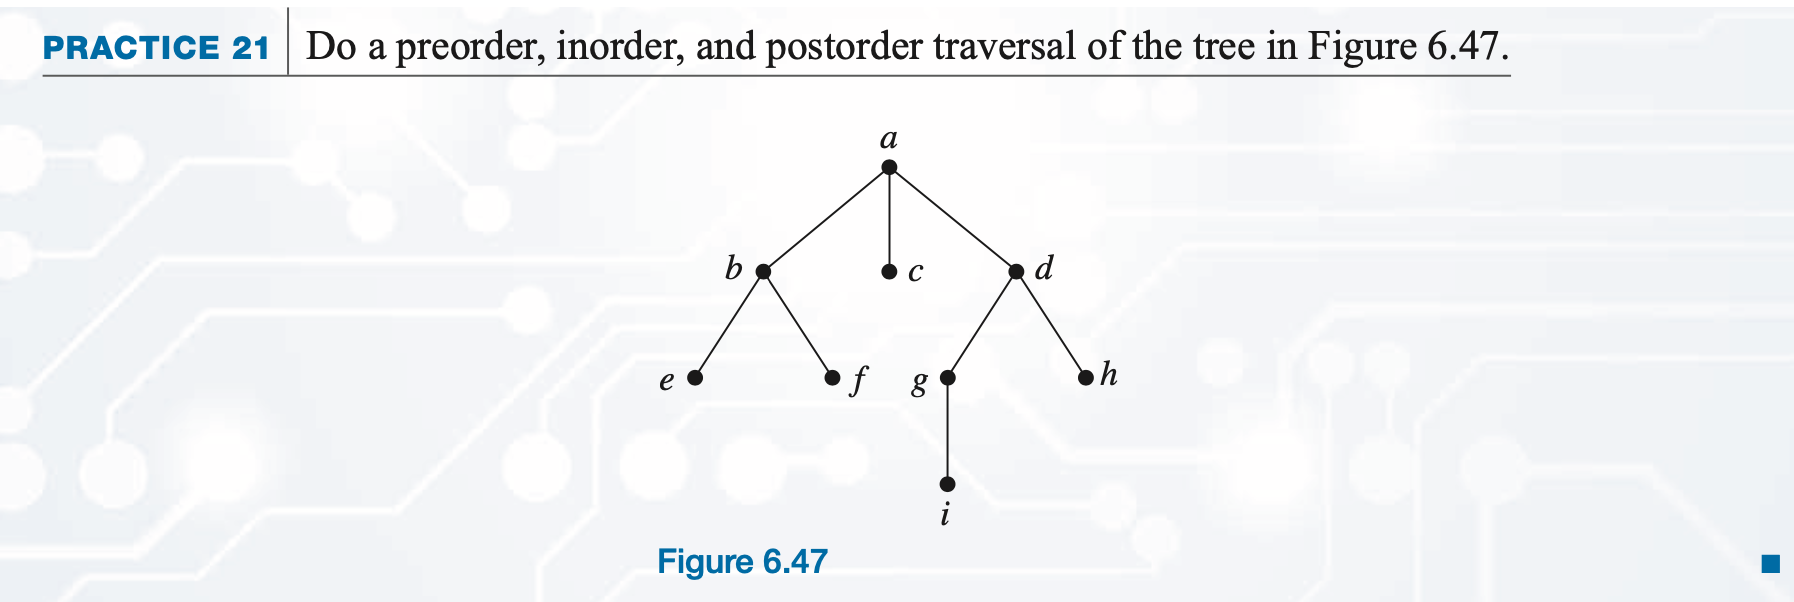 PRACTICE 21 Do a preorder, inorder, and postorder traversal of the tree in Figure 6.47.
a
b c d
e f g h
i
Figure 6.47